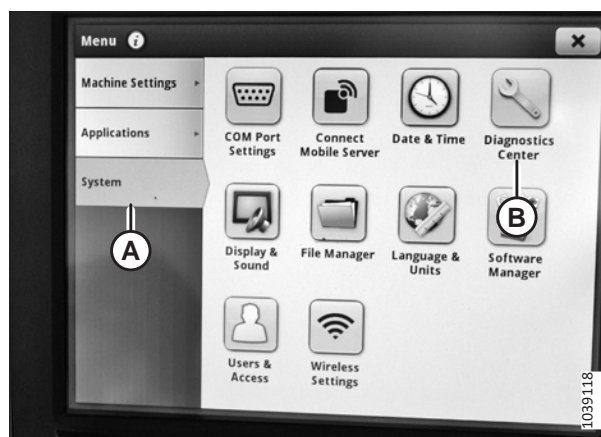 Menu i
Machine Settings
Applications
System
A
COM Port
Settings
Connect
Mobile Server
Date & Time
Diagnostics
Center
B
Display &
Sound
File Manager
Language &
Units
Software
Manager
Users &
Access
Wireless
Settings
1039118